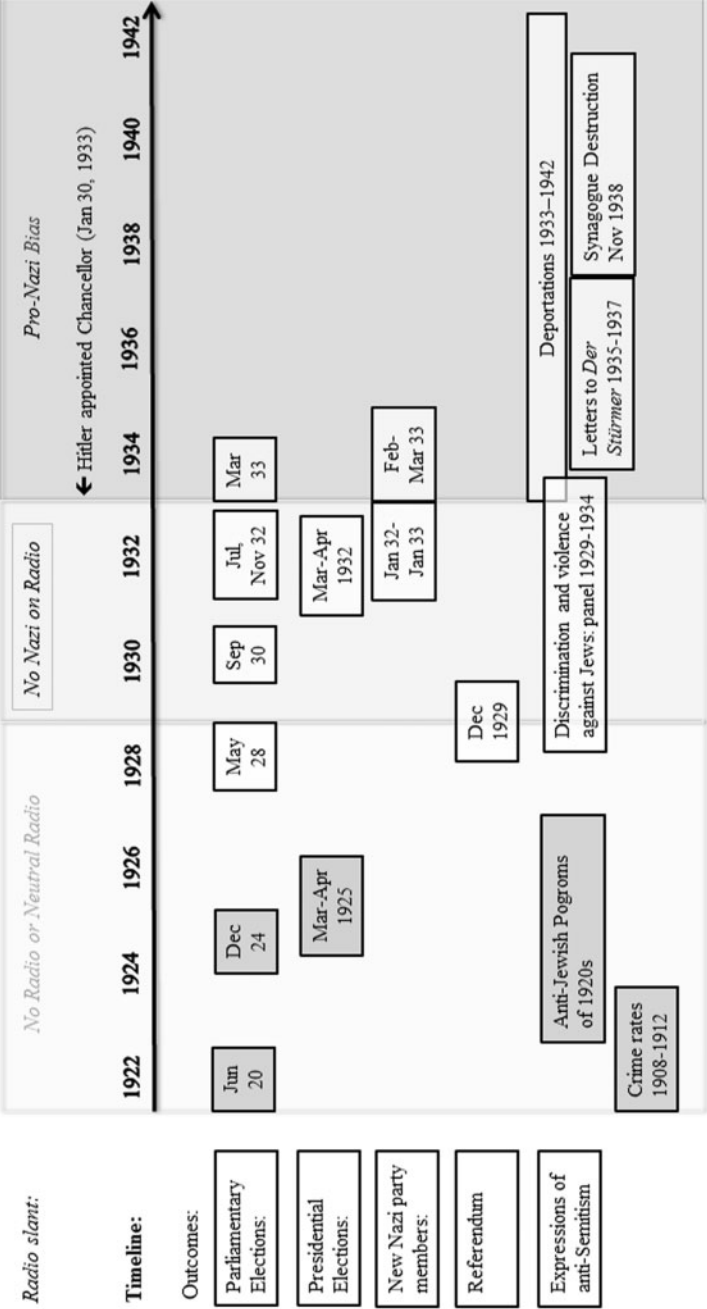 Radio slant:
No Radio or Neutral Radio
No Nazi on Radio
Pro-Nazi Bias
← Hitler appointed Chancellor (Jan 30, 1933)
Timeline:
1922
1924
1926
1928
1930
1932
1934
1936
1938
1940
1942
Outcomes:
Parliamentary
Elections:
Jun
20
Dec
24
May
28
Sep
30
Jul,
Nov 32
Mar
33
Presidential
Elections:
Mar-Apr
1925
Mar-Apr
1932
New Nazi party
members:
Jan 32-
Jan 33
Feb-
Mar 33
Referendum
Dec
1929
Expressions of
anti-Semitism
Anti-Jewish Pogroms
of 1920s
Discrimination and violence
against Jews: panel 1929-1934
Deportations 1933–1942
Letters to Der
Stürmer 1935-1937
Synagogue Destruction
Nov 1938
Crime rates
1908-1912